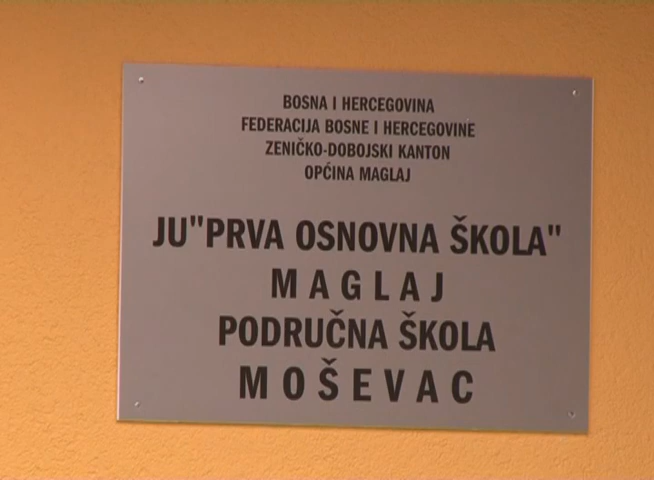 BOSNA I HERCEGOVINA
FEDERACIJA BOSNE I HERCEGOVINE
ZENIČKO-DOBOJSKI KANTON
OPĆINA MAGLAJ
JU"PRVA OSNOVNA ŠKOLA"
MAGLAJ
PODRUČNA ŠKOLA
MOŠEVAC